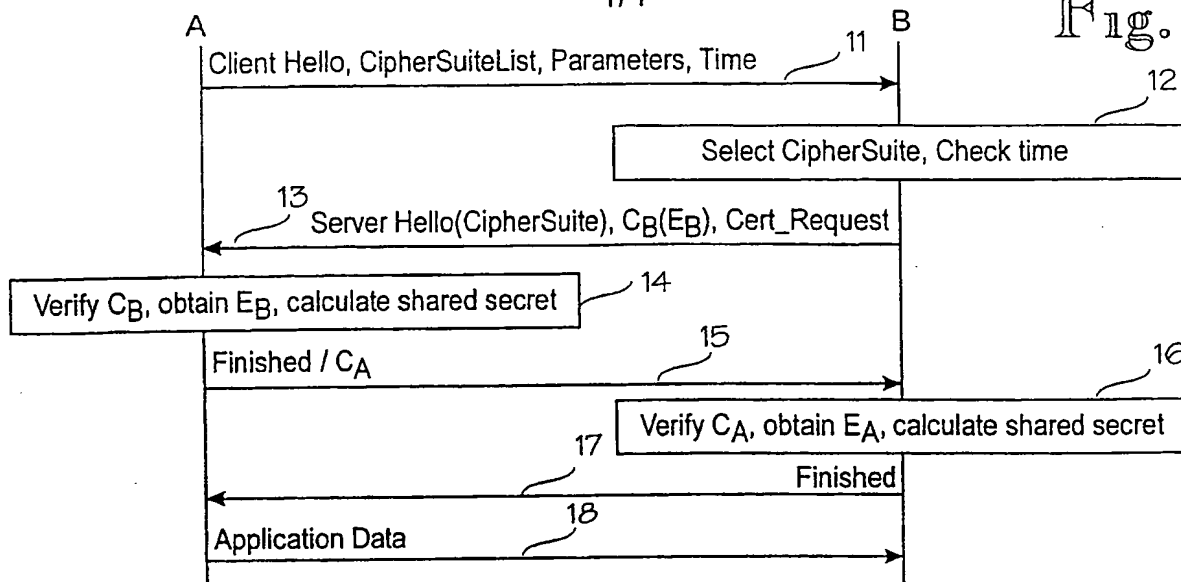 A
B
Fig.
Client Hello, CipherSuiteList, Parameters, Time
11
12
Select CipherSuite, Check time
13
Server Hello(CipherSuite), CB(EB), Cert_Request
Verify CB, obtain EB, calculate shared secret
14
Finished / CA
15
16
Verify CA, obtain EA, calculate shared secret
17
Finished
Application Data
18